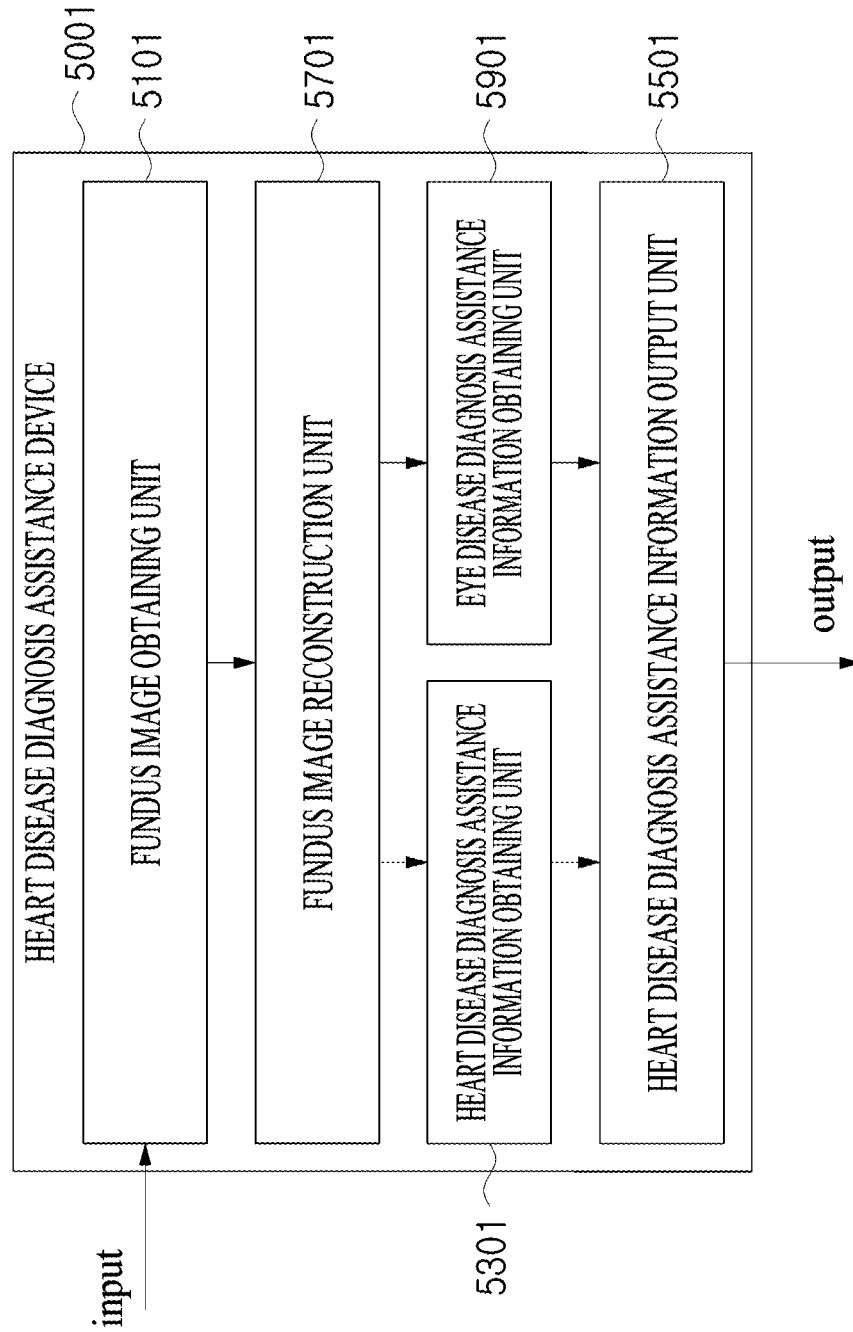 HEART DISEASE DIAGNOSIS ASSISTANCE DEVICE
5001
input
FUNDUS IMAGE OBTAINING UNIT
5101
FUNDUS IMAGE RECONSTRUCTION UNIT
5701
5301
HEART DISEASE DIAGNOSIS ASSISTANCE
INFORMATION OBTAINING UNIT
EYE DISEASE DIAGNOSIS ASSISTANCE
INFORMATION OBTAINING UNIT
5901
HEART DISEASE DIAGNOSIS ASSISTANCE INFORMATION OUTPUT UNIT
5501
output